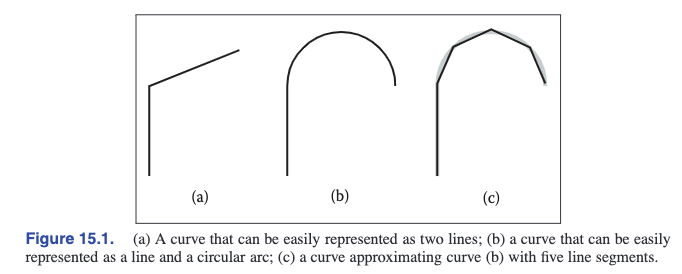 (a) (b) (c)
Figure 15.1. (a) A curve that can be easily represented as two lines; (b) a curve that can be easily
represented as a line and a circular arc; (c) a curve approximating curve (b) with five line segments.